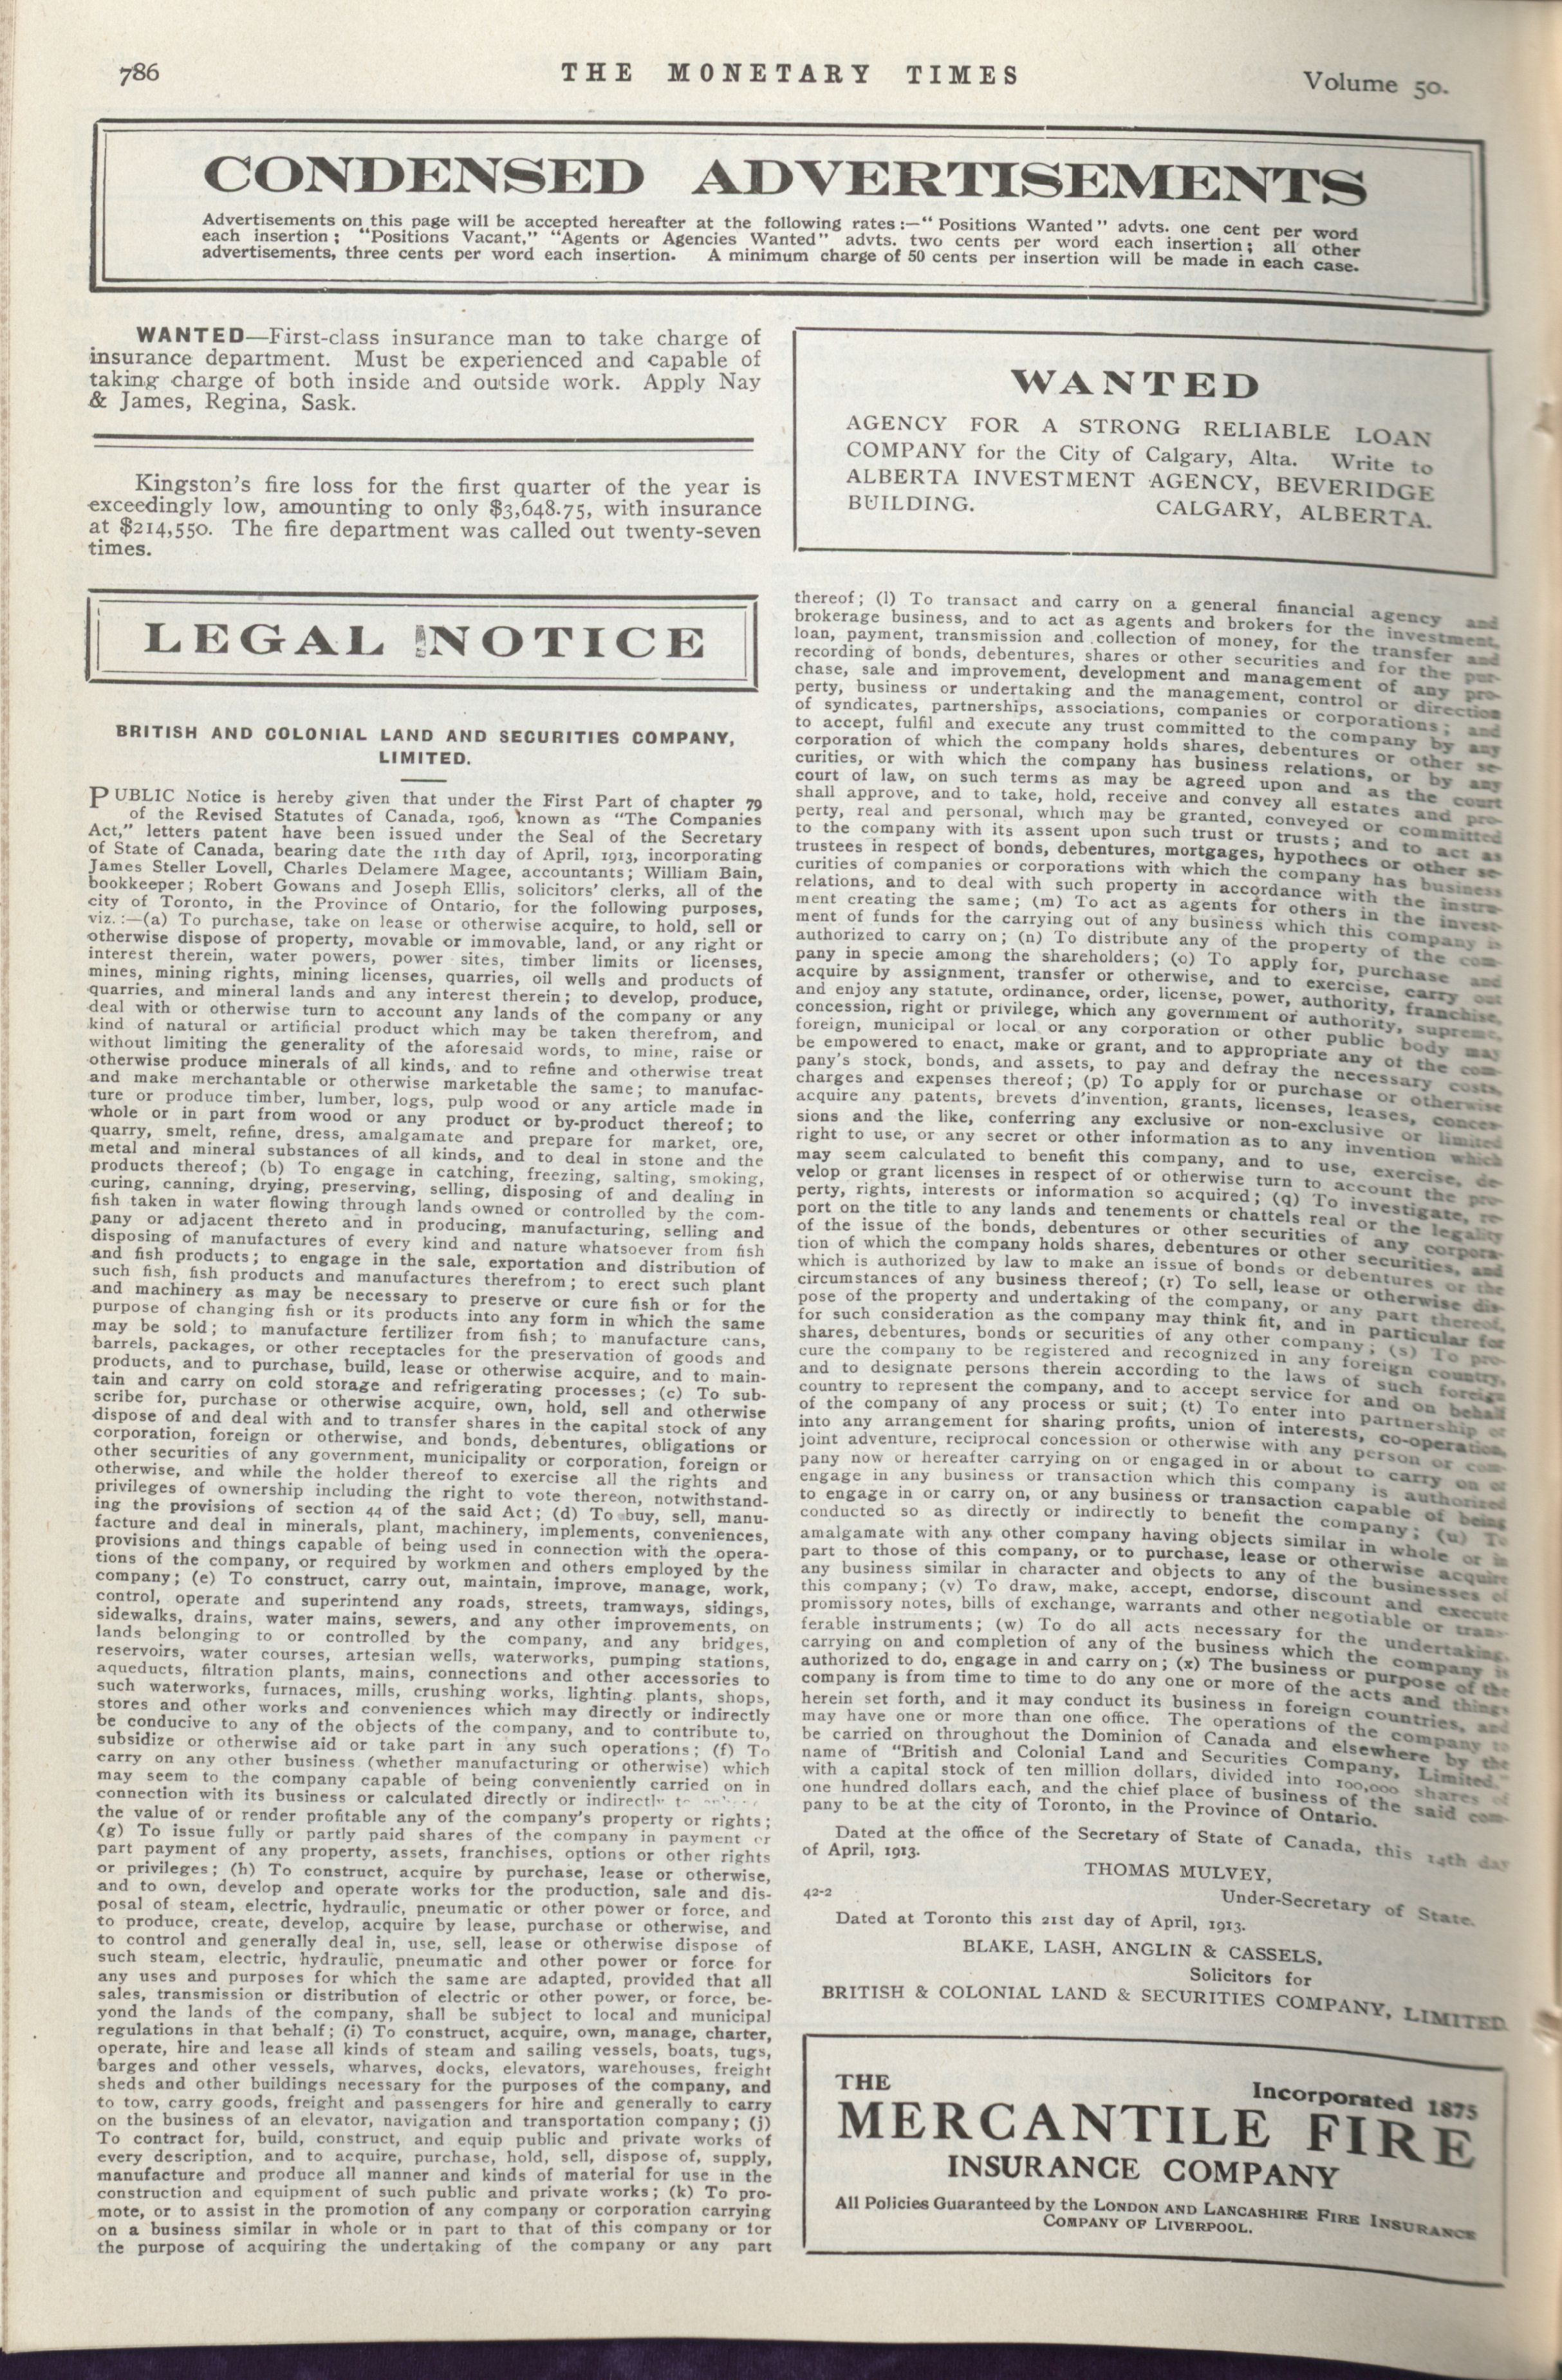 786
THE MONETARY TIMES
Volume 50.
CONDENSED ADVERTISEMENTS
Advertisements on this page will be accepted hereafter at the following rates :—“ Positions Wanted ” advts. one cent per word
each insertion ; “Positions Vacant,” “Agents or Agencies Wanted” advts. two cents per word each insertion ; all other
advertisements, three cents per word each insertion. A minimum charge of 50 cents per insertion will be made in each case.
WANTED—First-class insurance man to take charge of
insurance department. Must be experienced and capable of
taking charge of both inside and outside work. Apply Nay
& James, Regina, Sask.
Kingston's fire loss for the first quarter of the year is
exceedingly low, amounting to only $3,648.75, with insurance
at $214,550. The fire department was called out twenty-seven
times.
LEGAL NOTICE
BRITISH AND COLONIAL LAND AND SECURITIES COMPANY,
LIMITED.
PUBLIC Notice is hereby given that under the First Part of chapter 79
of the Revised Statutes of Canada, 1906, known as “The Companies
Act,” letters patent have been issued under the Seal of the Secretary
of State of Canada, bearing date the 11th day of April, 1913, incorporating
James Steller Lovell, Charles Delamere Magee, accountants; William Bain,
bookkeeper; Robert Gowans and Joseph Ellis, solicitors' clerks, all of the
city of Toronto, in the Province of Ontario, for the following purposes,
viz. :—(a) To purchase, take on lease or otherwise acquire, to hold, sell or
otherwise dispose of property, movable or immovable, land, or any right or
interest therein, water powers, power sites, timber limits or licenses,
mines, mining rights, mining licenses, quarries, oil wells and products of
quarries, and mineral lands and any interest therein; to develop, produce,
deal with or otherwise turn to account any lands of the company or any
kind of natural or artificial product which may be taken therefrom, and
without limiting the generality of the aforesaid words, to mine, raise or
otherwise produce minerals of all kinds, and to refine and otherwise treat
and make merchantable or otherwise marketable the same; to manufac-
ture or produce timber, lumber, logs, pulp wood or any article made in
whole or in part from wood or any product or by-product thereof; to
quarry, smelt, refine, dress, amalgamate and prepare for market, ore,
metal and mineral substances of all kinds, and to deal in stone and the
products thereof; (b) To engage in catching, freezing, salting, smoking,
curing, canning, drying, preserving, selling, disposing of and dealing in
fish taken in water flowing through lands owned or controlled by the com-
pany or adjacent thereto and in producing, manufacturing, selling and
disposing of manufactures of every kind and nature whatsoever from fish
and fish products; to engage in the sale, exportation and distribution of
such fish, fish products and manufactures therefrom; to erect such plant
and machinery as may be necessary to preserve or cure fish or for the
purpose of changing fish or its products into any form in which the same
may be sold; to manufacture fertilizer from fish; to manufacture cans,
barrels, packages, or other receptacles for the preservation of goods and
products, and to purchase, build, lease or otherwise acquire, and to main-
tain and carry on cold storage and refrigerating processes; (c) To sub-
scribe for, purchase or otherwise acquire, own, hold, sell and otherwise
dispose of and deal with and to transfer shares in the capital stock of any
corporation, foreign or otherwise, and bonds, debentures, obligations or
other securities of any government, municipality or corporation, foreign or
otherwise, and while the holder thereof to exercise all the rights and
privileges of ownership including the right to vote thereon, notwithstand-
ing the provisions of section 44 of the said Act; (d) To buy, sell, manu-
facture and deal in minerals, plant, machinery, implements, conveniences,
provisions and things capable of being used in connection with the opera-
tions of the company, or required by workmen and others employed by the
company; (e) To construct, carry out, maintain, improve, manage, work,
control, operate and superintend any roads, streets, tramways, sidings,
sidewalks, drains, water mains, sewers, and any other improvements, on
lands belonging to or controlled by the company, and any bridges,
reservoirs, water courses, artesian wells, waterworks, pumping stations,
aqueducts, filtration plants, mains, connections and other accessories to
such waterworks, furnaces, mills, crushing works, lighting plants, shops,
stores and other works and conveniences which may directly or indirectly
be conducive to any of the objects of the company, and to contribute to,
subsidize or otherwise aid or take part in any such operations; (f) To
carry on any other business (whether manufacturing or otherwise) which
may seem to the company capable of being conveniently carried on in
connection with its business or calculated directly or indirectly
the value of or render profitable any of the company's property or rights;
(g) To issue fully or partly paid shares of the company in payment or
part payment of any property, assets, franchises, options or other rights
or privileges; (h) To construct, acquire by purchase, lease or otherwise,
and to own, develop and operate works for the production, sale and dis-
posal of steam, electric, hydraulic, pneumatic or other power or force, and
to produce, create, develop, acquire by lease, purchase or otherwise, and
to control and generally deal in, use, sell, lease or otherwise dispose of
such steam, electric, hydraulic, pneumatic and other power or force for
any uses and purposes for which the same are adapted, provided that all
sales, transmission or distribution of electric or other power, or force, be-
yond the lands of the company, shall be subject to local and municipal
regulations in that behalf; (i) To construct, acquire, own, manage, charter,
operate, hire and lease all kinds of steam and sailing vessels, boats, tugs,
barges and other vessels, wharves, docks, elevators, warehouses, freight
sheds and other buildings necessary for the purposes of the company, and
to tow, carry goods, freight and passengers for hire and generally to carry
on the business of an elevator, navigation and transportation company; (j)
To contract for, build, construct, and equip public and private works of
every description, and to acquire, purchase, hold, sell, dispose of, supply,
manufacture and produce all manner and kinds of material for use in the
construction and equipment of such public and private works; (k) To pro-
mote, or to assist in the promotion of any company or corporation carrying
on a business similar in whole or in part to that of this company or for
the purpose of acquiring the undertaking of the company or any part
WANTED
AGENCY FOR A STRONG RELIABLE LOAN
COMPANY for the City of Calgary, Alta. Write to
ALBERTA INVESTMENT AGENCY, BEVERIDGE
BUILDING. CALGARY, ALBERTA.
thereof; (l) To transact and carry on a general financial agency and
brokerage business, and to act as agents and brokers for the investment,
loan, payment, transmission and collection of money, for the transfer and
recording of bonds, debentures, shares or other securities and for the pur-
chase, sale and improvement, development and management of any pro-
perty, business or undertaking and the management, control or direction
of syndicates, partnerships, associations, companies or corporations; and
to accept, fulfil and execute any trust committed to the company by any
corporation of which the company holds shares, debentures or other se-
curities, or with which the company has business relations, or by any
court of law, on such terms as may be agreed upon and as the court
shall approve, and to take, hold, receive and convey all estates and pro-
perty, real and personal, which may be granted, conveyed or committed
to the company with its assent upon such trust or trusts; and to act as
trustees in respect of bonds, debentures, mortgages, hypothecs or other se-
curities of companies or corporations with which the company has business
relations, and to deal with such property in accordance with the instru-
ment creating the same; (m) To act as agents for others in the invest-
ment of funds for the carrying out of any business which this company is
authorized to carry on; (n) To distribute any of the property of the com-
pany in specie among the shareholders; (o) To apply for, purchase and
acquire by assignment, transfer or otherwise, and to exercise, carry out
and enjoy any statute, ordinance, order, license, power, authority, franchise,
concession, right or privilege, which any government or authority, supreme,
foreign, municipal or local or any corporation or other public body may
be empowered to enact, make or grant, and to appropriate any of the com-
pany's stock, bonds, and assets, to pay and defray the necessary costs,
charges and expenses thereof; (p) To apply for or purchase or otherwise
acquire any patents, brevets d'invention, grants, licenses, leases, conces-
sions and the like, conferring any exclusive or non-exclusive or limited
right to use, or any secret or other information as to any invention which
may seem calculated to benefit this company, and to use, exercise, de-
velop or grant licenses in respect of or otherwise turn to account the pro-
perty, rights, interests or information so acquired; (q) To investigate, re-
port on the title to any lands and tenements or chattels real or the legality
of the issue of the bonds, debentures or other securities of any corpora-
tion of which the company holds shares, debentures or other securities, and
which is authorized by law to make an issue of bonds or debentures or the
circumstances of any business thereof; (r) To sell, lease or otherwise dis-
pose of the property and undertaking of the company, or any part thereof,
for such consideration as the company may think fit, and in particular for
shares, debentures, bonds or securities of any other company; (s) To pro-
cure the company to be registered and recognized in any foreign country,
and to designate persons therein according to the laws of such foreign
country to represent the company, and to accept service for and on behalf
of the company of any process or suit; (t) To enter into partnership or
into any arrangement for sharing profits, union of interests, co-operation,
joint adventure, reciprocal concession or otherwise with any person or com-
pany now or hereafter carrying on or engaged in or about to carry on or
engage in any business or transaction which this company is authorized
to engage in or carry on, or any business or transaction capable of being
conducted so as directly or indirectly to benefit the company; (u) To
amalgamate with any other company having objects similar in whole or in
part to those of this company, or to purchase, lease or otherwise acquire
any business similar in character and objects to any of the businesses of
this company; (v) To draw, make, accept, endorse, discount and execute
promissory notes, bills of exchange, warrants and other negotiable or trans-
ferable instruments; (w) To do all acts necessary for the undertaking,
carrying on and completion of any of the business which the company is
authorized to do, engage in and carry on; (x) The business or purpose of the
company is from time to time to do any one or more of the acts and things
herein set forth, and it may conduct its business in foreign countries, and
may have one or more than one office. The operations of the company to
be carried on throughout the Dominion of Canada and elsewhere by the
name of “British and Colonial Land and Securities Company, Limited,”
with a capital stock of ten million dollars, divided into 100,000 shares of
one hundred dollars each, and the chief place of business of the said com-
pany to be at the city of Toronto, in the Province of Ontario.
Dated at the office of the Secretary of State of Canada, this 14th day
of April, 1913.
THOMAS MULVEY,
42-2
Under-Secretary of State.
Dated at Toronto this 21st day of April, 1913.
BLAKE, LASH, ANGLIN & CASSELS,
Solicitors for
BRITISH & COLONIAL LAND & SECURITIES COMPANY, LIMITED.
THE Incorporated 1875
MERCANTILE FIRE
INSURANCE COMPANY
All Policies Guaranteed by the LONDON AND LANCASHIRE FIRE INSURANCE
COMPANY OF LIVERPOOL.